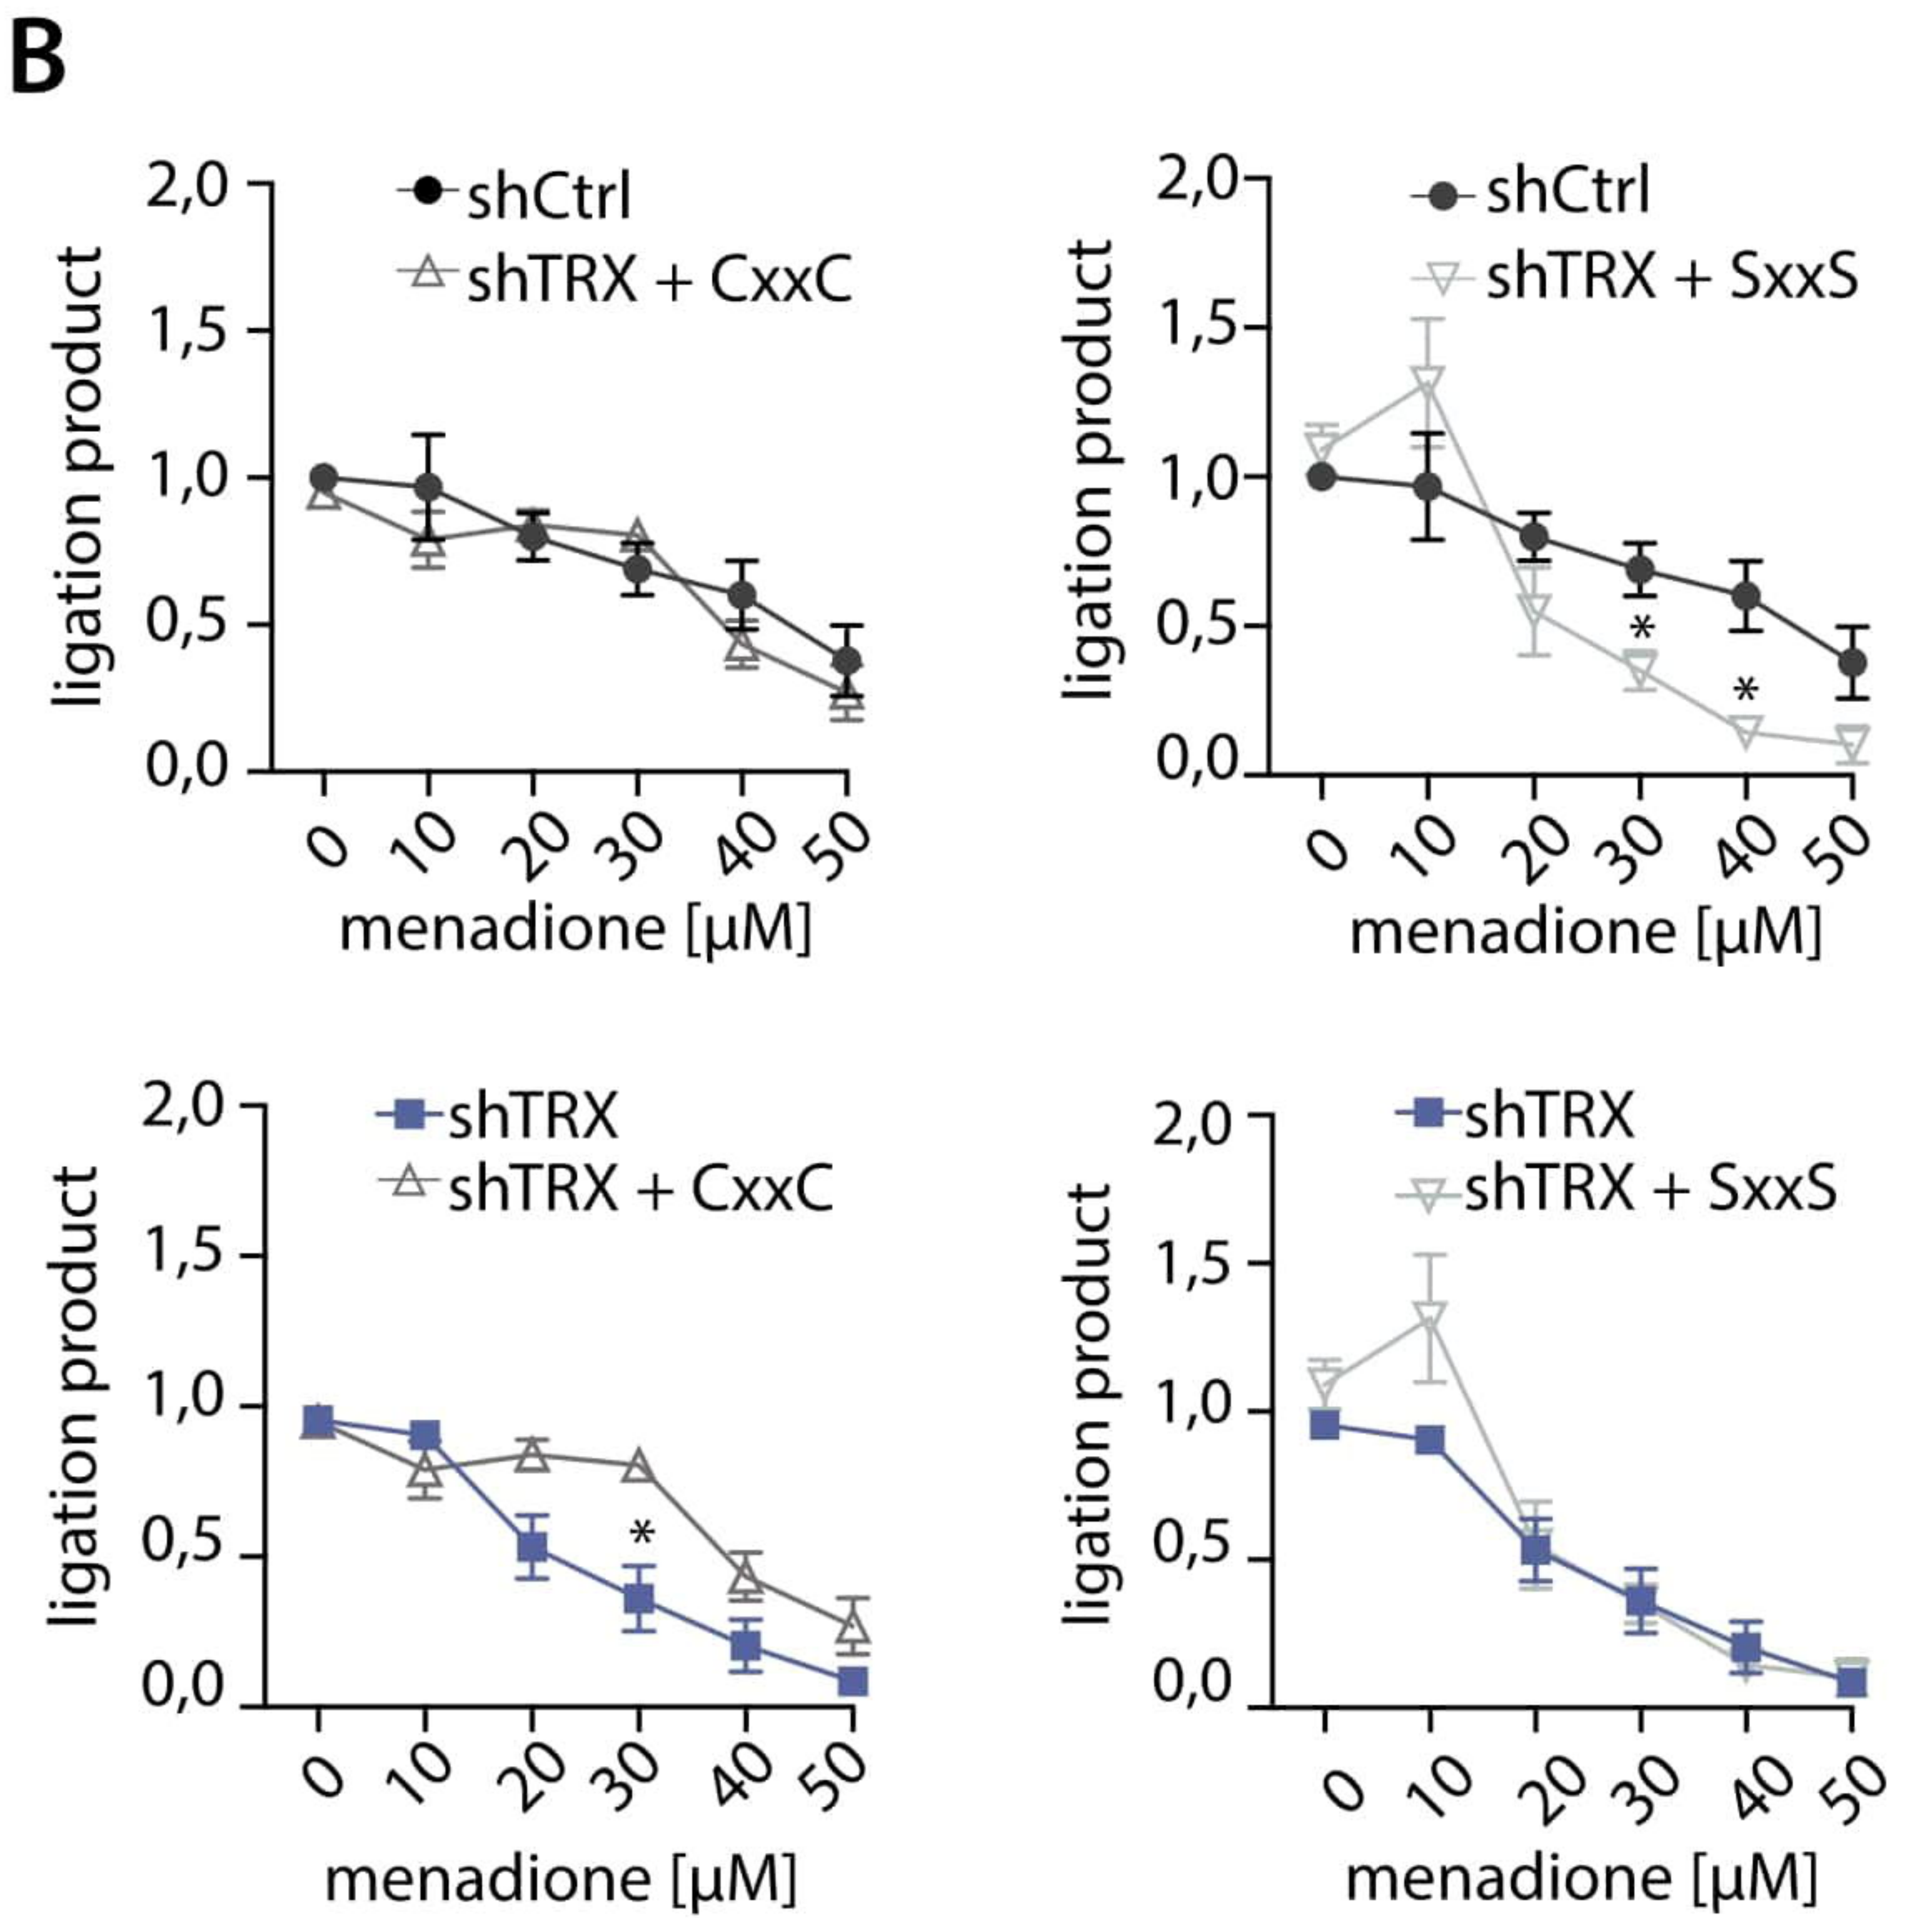 B
2,0
1,5
1,0
0,5
0,0
ligation product
shCtrl
shTRX + CxxC
0 10 20 30 40 50
menadione [µM]
2,0
1,5
1,0
0,5
0,0
ligation product
shCtrl
shTRX + SxxS
*
*
0 10 20 30 40 50
menadione [µM]
2,0
1,5
1,0
0,5
0,0
ligation product
shTRX
shTRX + CxxC
*
0 10 20 30 40 50
menadione [µM]
2,0
1,5
1,0
0,5
0,0
ligation product
shTRX
shTRX + SxxS
0 10 20 30 40 50
menadione [µM]